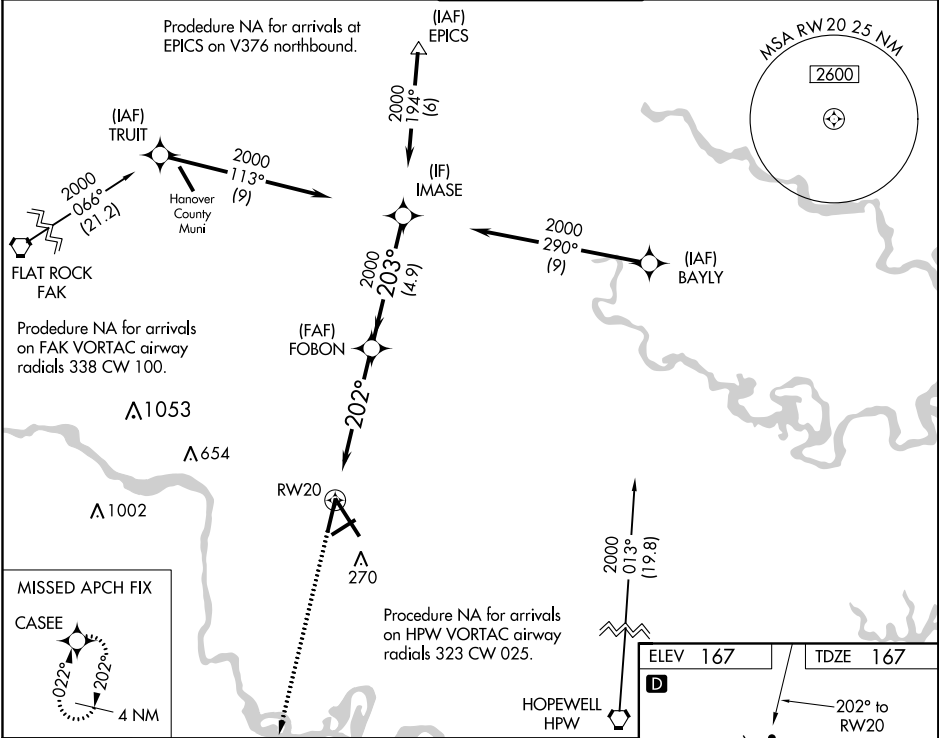 Prodedure NA for arrivals at
EPICS on V376 northbound.
(IAF)
EPICS
2000
194°
(6)
MSA RW20 25 NM
2600
(IAF)
TRUIT
2000
113°
(9)
Hanover
County
Muni
2000
066°
(21.2)
FLAT ROCK
FAK
(IF)
IMASE
2000
290°
(9)
(IAF)
BAYLY
2000
203°
(4.9)
(FAF)
FOBON
Prodedure NA for arrivals
on FAK VORTAC airway
radials 338 CW 100.
202°
1053
654
1002
RW20
270
MISSED APCH FIX
CASEE
022°
202°
4 NM
Procedure NA for arrivals
on HPW VORTAC airway
radials 323 CW 025.
2000
013°
(19.8)
HOPEWELL
HPW
ELEV 167
TDZE 167
D
202° to
RW20